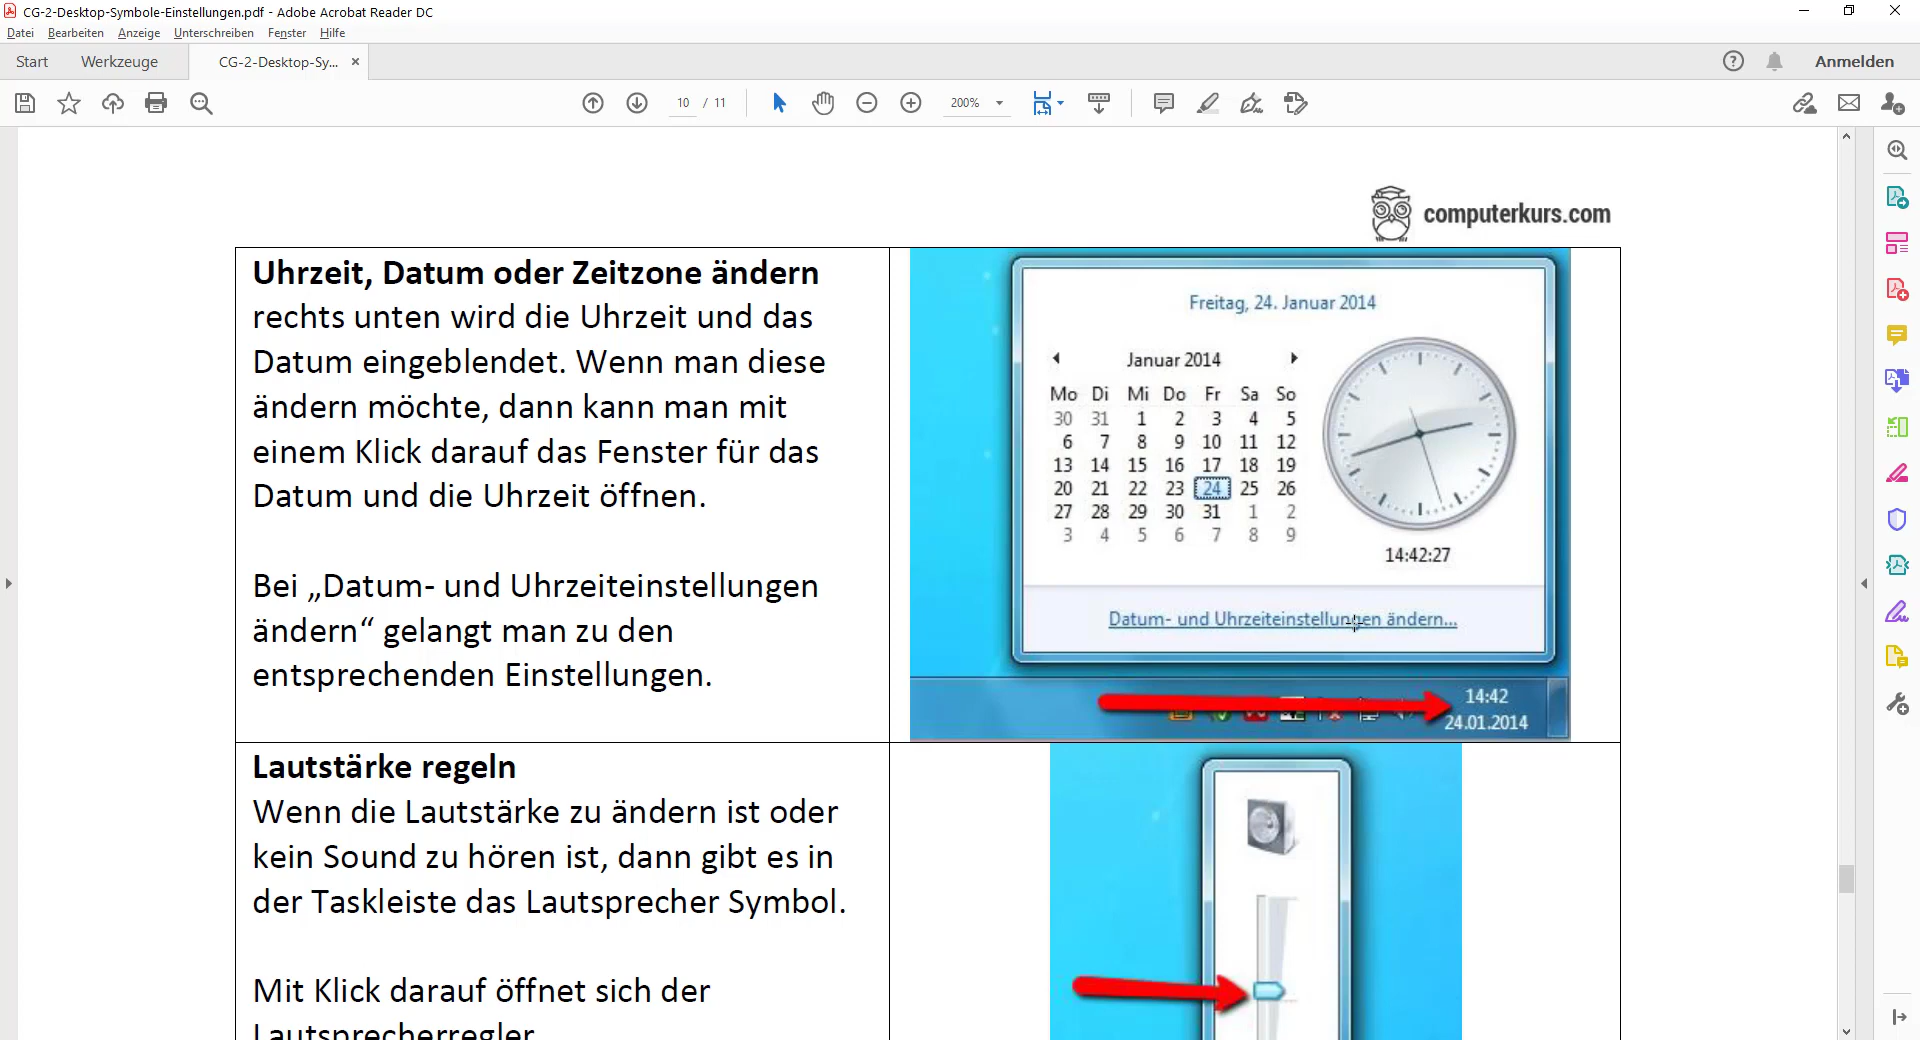 CG-2-Desktop-Symbole-Einstellungen.pdf - Adobe Acrobat Reader DC
Datei Bearbeiten Anzeige Unterschreiben Fenster Hilfe
Start Werkzeuge CG-2-Desktop-Sy... Anmelden
10 / 11 200%
computerkurs.com
Uhrzeit, Datum oder Zeitzone ändern
rechts unten wird die Uhrzeit und das
Datum eingeblendet. Wenn man diese
ändern möchte, dann kann man mit
einem Klick darauf das Fenster für das
Datum und die Uhrzeit öffnen.
Bei „Datum- und Uhrzeiteinstellungen
ändern“ gelangt man zu den
entsprechenden Einstellungen.
Freitag, 24. Januar 2014
Januar 2014
Mo Di Mi Do Fr Sa So
30 31 1 2 3 4 5
6 7 8 9 10 11 12
13 14 15 16 17 18 19
20 21 22 23 24 25 26
27 28 29 30 31 1 2
3 4 5 6 7 8 9
14:42:27
Datum- und Uhrzeiteinstellungen ändern...
14:42
24.01.2014
Lautstärke regeln
Wenn die Lautstärke zu ändern ist oder
kein Sound zu hören ist, dann gibt es in
der Taskleiste das Lautsprecher Symbol.
Mit Klick darauf öffnet sich der
Lautsprecherregler